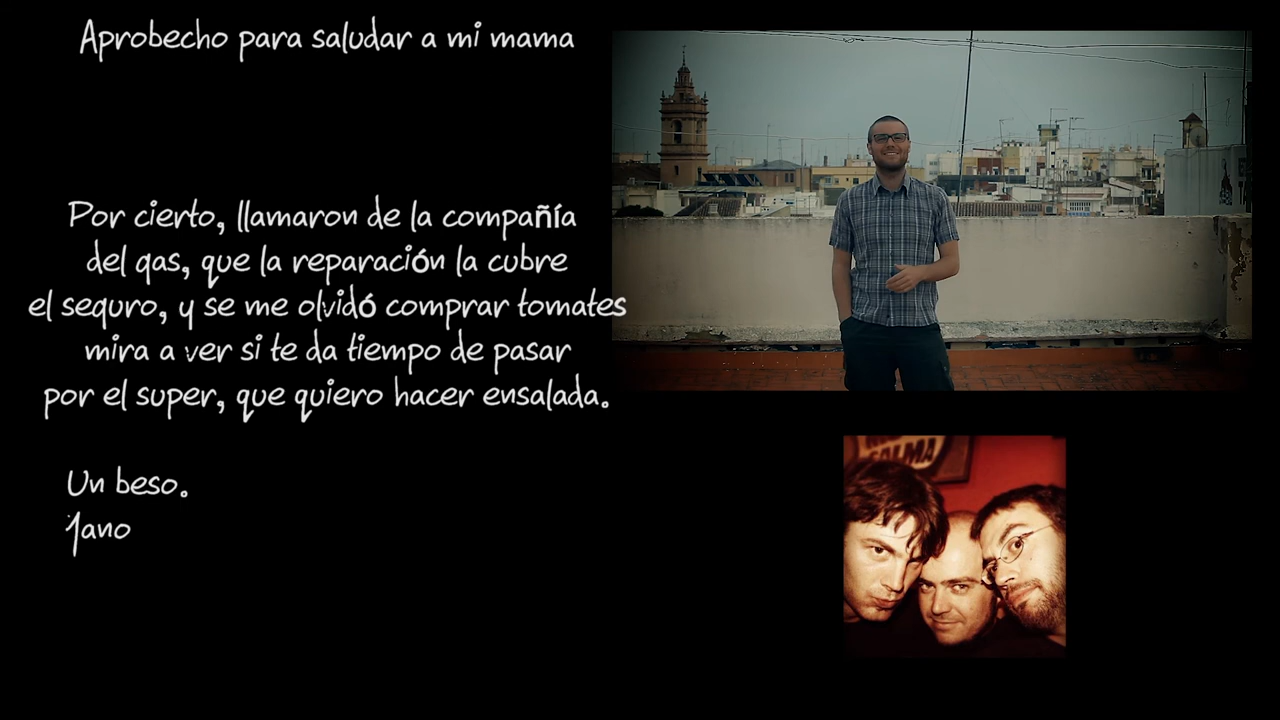 Aprobecho para saludar a mi mama
Por cierto, llamaron de la compañía
del gas, que la reparación la cubre
el seguro, y se me olvidó comprar tomates
mira a ver si te da tiempo de pasar
por el super, que quiero hacer ensalada.
Un beso.
Jano